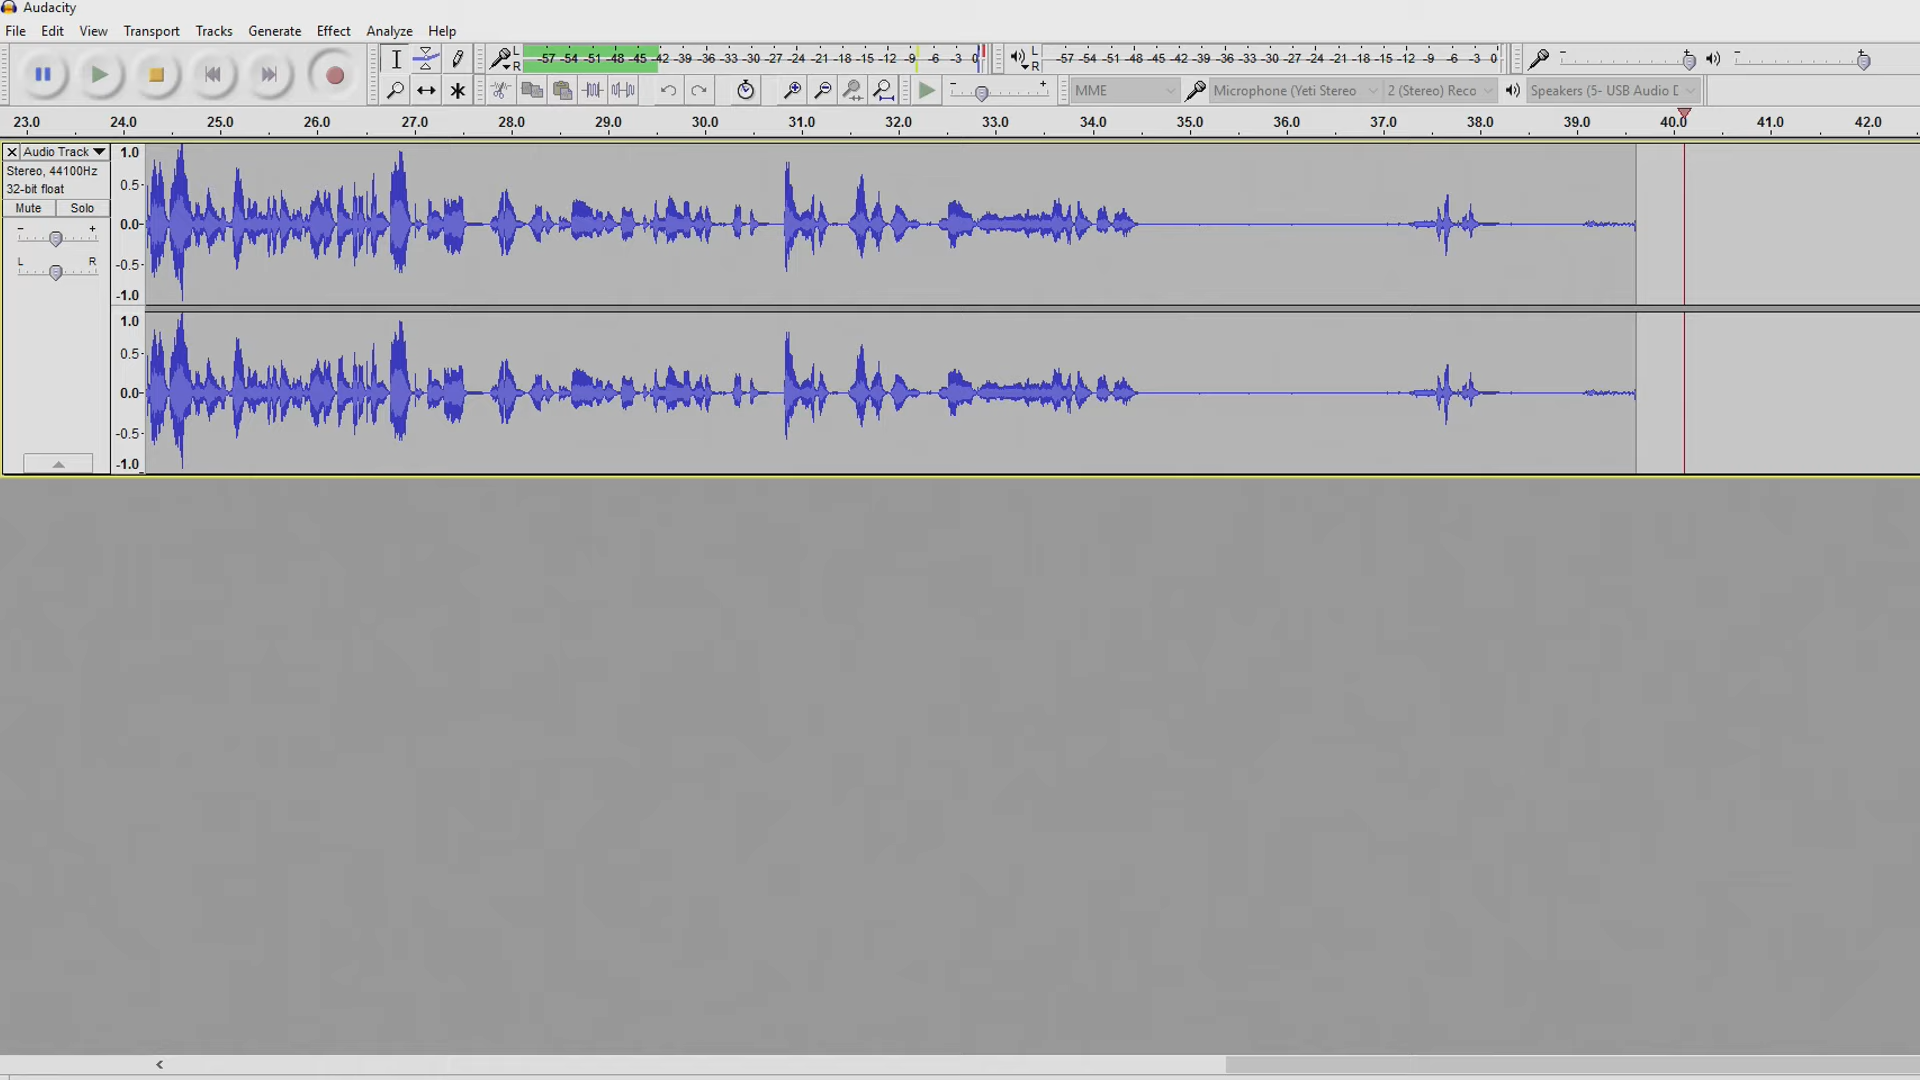 Audacity
File Edit View Transport Tracks Generate Effect Analyze Help
L R -57 -54 -51 -48 -45 -42 -39 -36 -33 -30 -27 -24 -21 -18 -15 -12 -9 -6 -3 0 L R -57 -54 -51 -48 -45 -42 -39 -36 -33 -30 -27 -24 -21 -18 -15 -12 -9 -6 -3 0 - + - +
- + MME Microphone (Yeti Stereo 2 (Stereo) Reco Speakers (5- USB Audio D
23.0 24.0 25.0 26.0 27.0 28.0 29.0 30.0 31.0 32.0 33.0 34.0 35.0 36.0 37.0 38.0 39.0 40.0 41.0 42.0
Audio Track 1.0
Stereo, 44100Hz
32-bit float 0.5
Mute Solo
- + 0.0
L R -0.5
-1.0
1.0
0.5
0.0
-0.5
-1.0